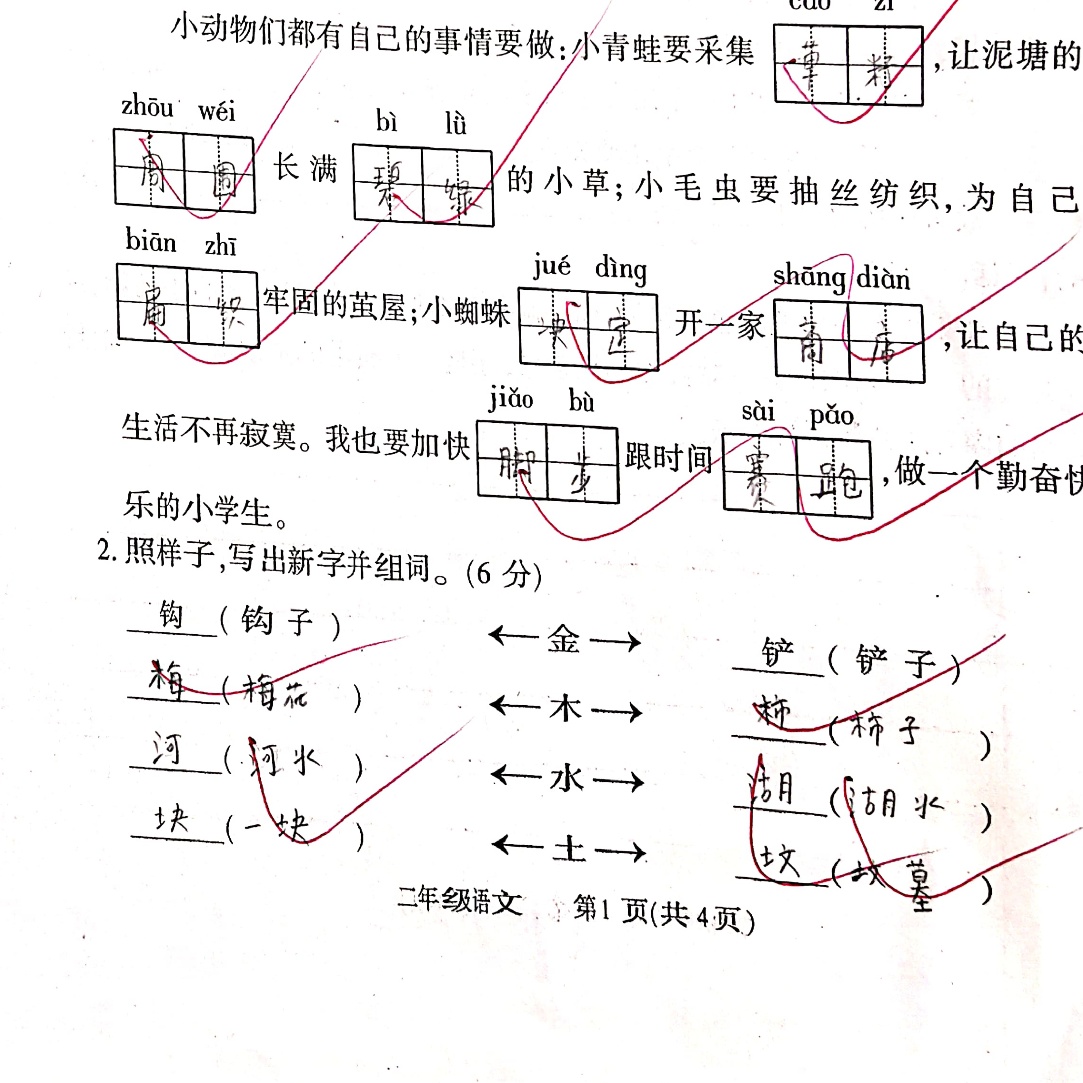 小动物们都有自己的事情要做:小青蛙要采集 草 ,让泥塘的
zhōu wéi bì lǜ
周 围 长满 碧 绿 的小草;小毛虫要抽丝纺织,为自己
biān zhī jué dìng shāng diàn
编 织 牢固的茧屋;小蜘蛛 决 定 开一家 商 店 ,让自己的
jiǎo bù sài pǎo
生活不再寂寞。我也要加快 脚 步 跟时间 赛 跑 ,做一个勤奋快
乐的小学生。
2. 照样子,写出新字并组词。(6 分)
钩 (钩子) ← 金 → 铲 (铲子)
梅 (梅花) ← 木 → 柿 (柿子)
河 (河水) ← 水 → 湖 (湖水)
块 (一块) ← 土 → 坟 (坟墓)
二年级语文 第1页(共4页)